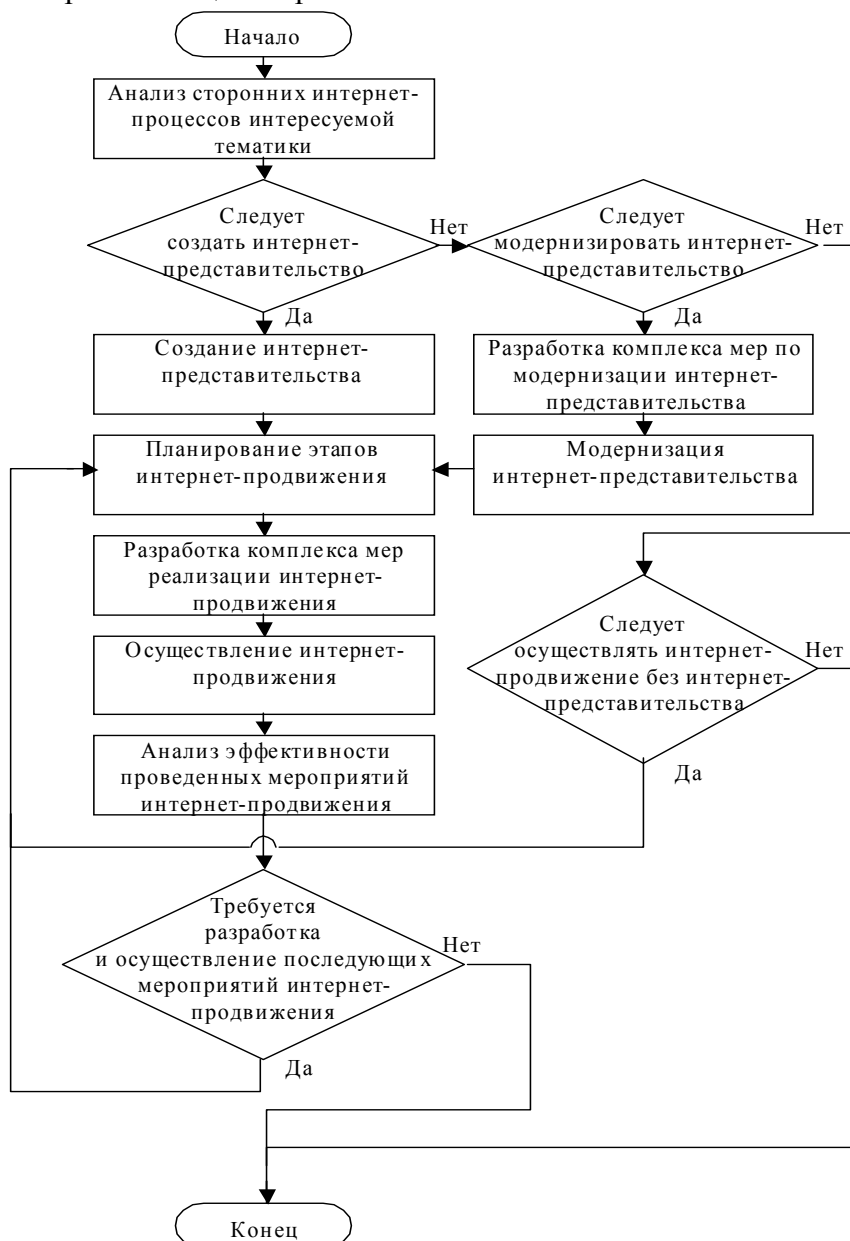 Начало
Анализ сторонних интернет-
процессов интересуемой
тематики
Следует
создать интернет-
представительство
Нет
Следует
модернизировать интернет-
представительство
Нет
Да
Да
Создание интернет-
представительства
Разработка комплекса мер по
модернизации интернет-
представительства
Планирование этапов
интернет-продвижения
Модернизация
интернет-представительства
Разработка комплекса мер
реализации интернет-
продвижения
Следует
осуществлять интернет-
продвижение без интернет-
представительства
Нет
Да
Осуществление интернет-
продвижения
Анализ эффективности
проведенных мероприятий
интернет-продвижения
Требуется
разработка
и осуществление последующих
мероприятий интернет-
продвижения
Нет
Да
Конец